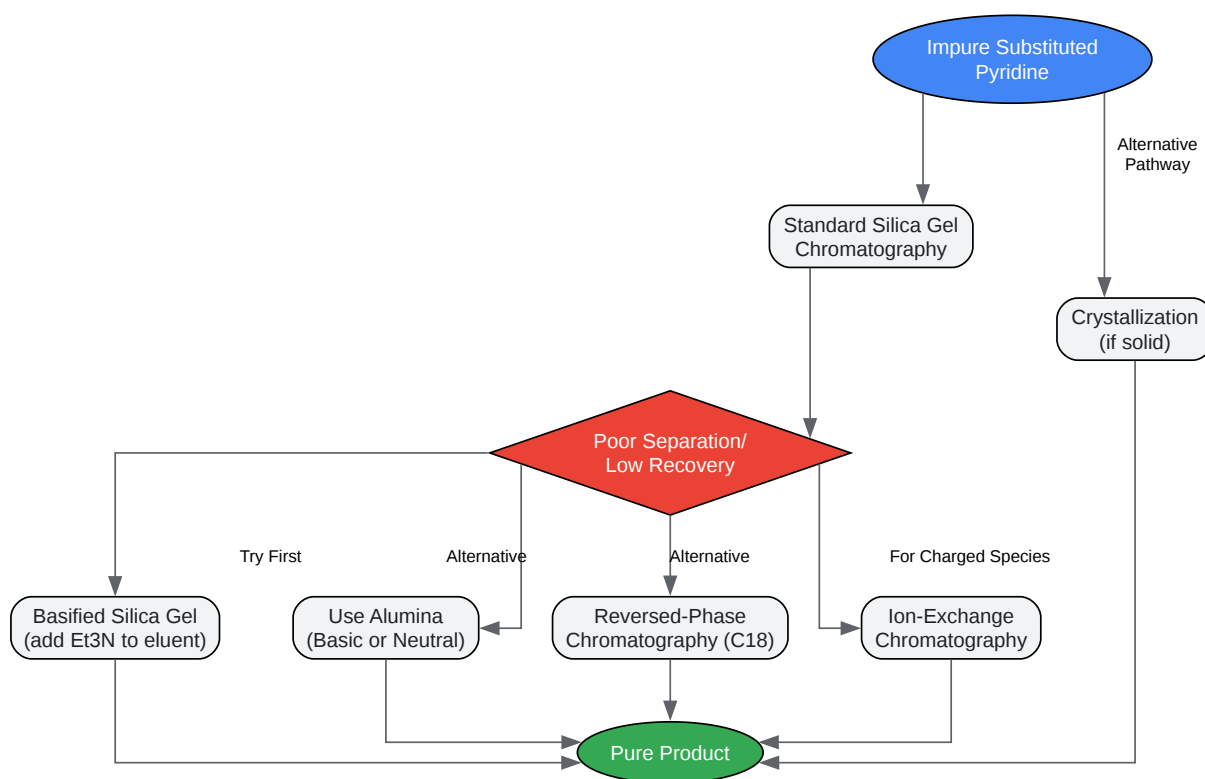 Impure Substituted
Pyridine
Alternative
Pathway
Standard Silica Gel
Chromatography
Crystallization
(if solid)
Poor Separation/
Low Recovery
Try First
Alternative
Alternative
For Charged Species
Basified Silica Gel
(add Et3N to eluent)
Use Alumina
(Basic or Neutral)
Reversed-Phase
Chromatography (C18)
Ion-Exchange
Chromatography
Pure Product